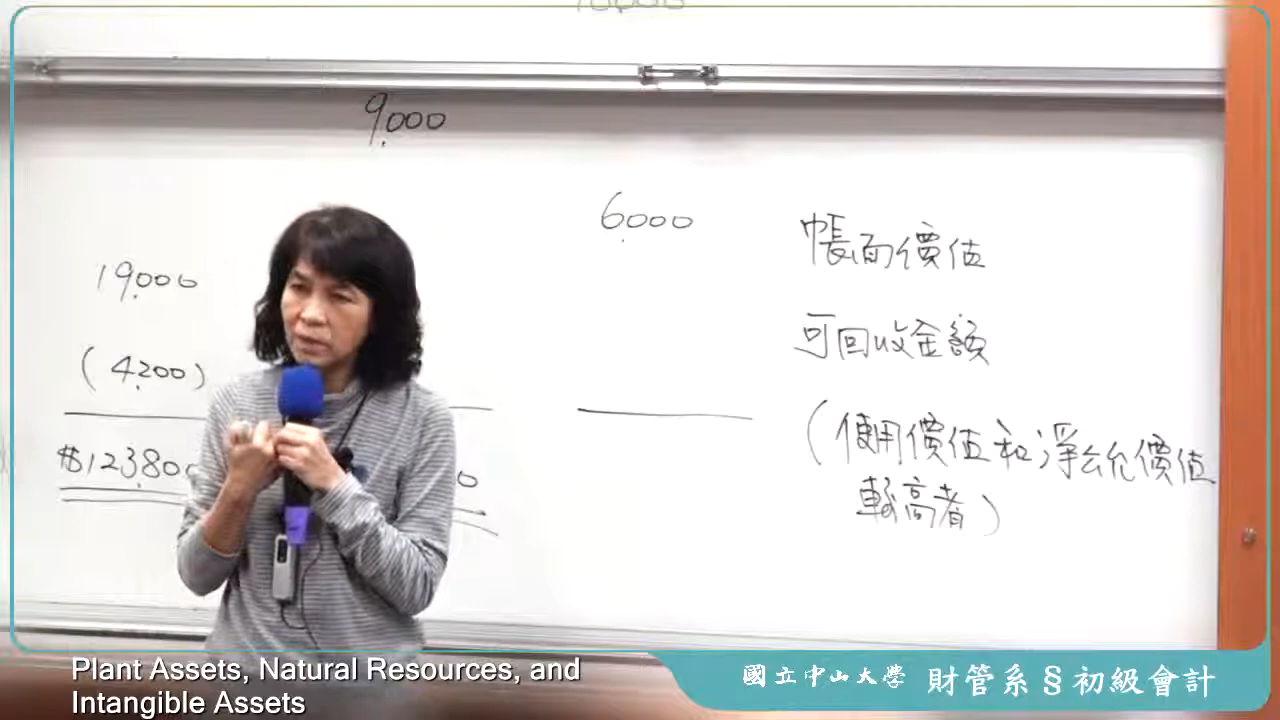 9,000
6,000
19,000
(4,200)
$123,800
帳面價值
可回收金額
(使用價值和淨公允價值
較高者)
Plant Assets, Natural Resources, and
Intangible Assets
國立中山大學 財管系§初級會計